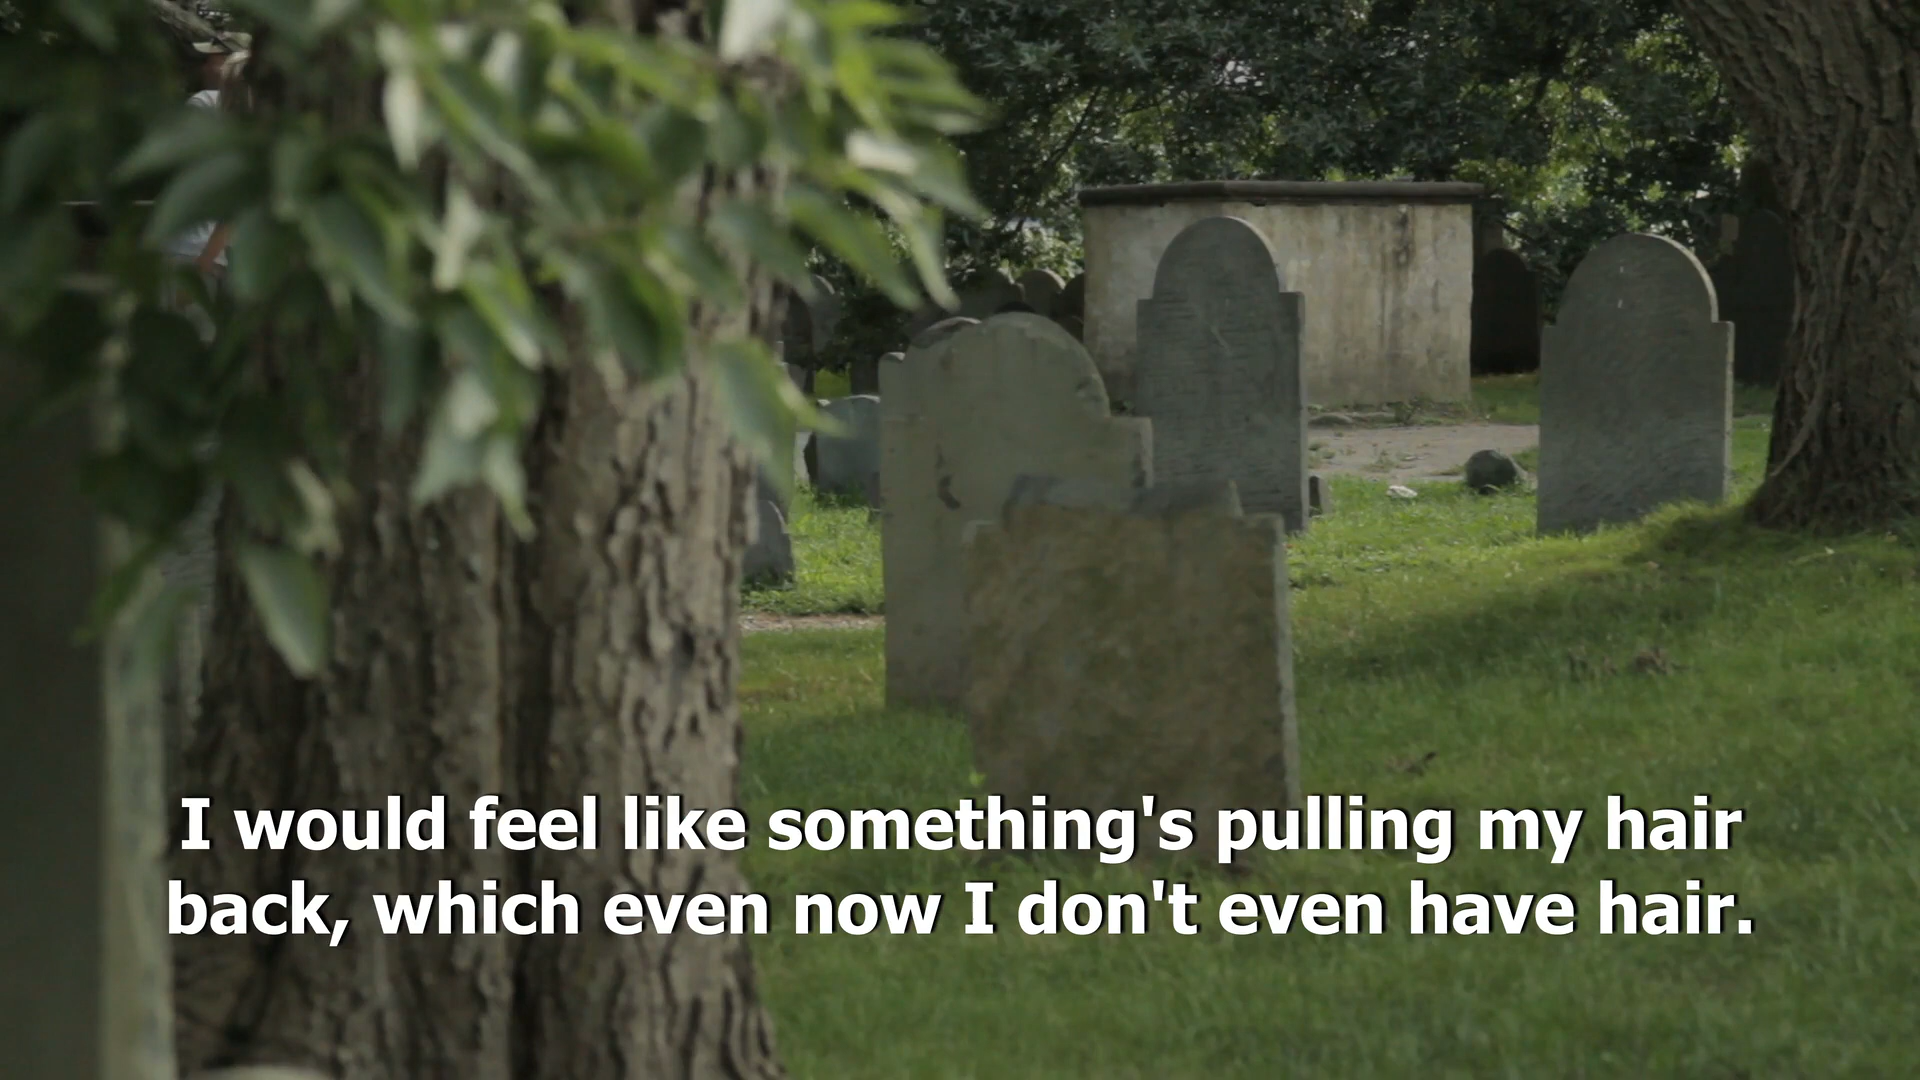 I would feel like something's pulling my hair
back, which even now I don't even have hair.